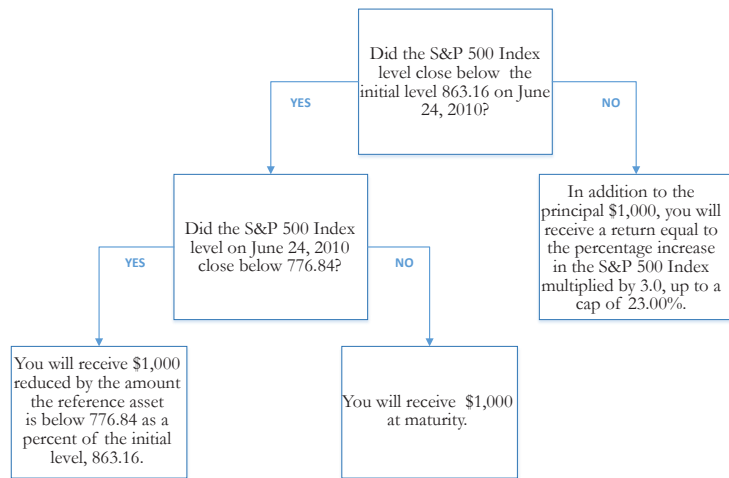 Did the S&P 500 Index
level close below the
initial level 863.16 on June
24, 2010?
YES
NO
Did the S&P 500 Index
level on June 24, 2010
close below 776.84?
In addition to the
principal $1,000, you will
receive a return equal to
the percentage increase
in the S&P 500 Index
multiplied by 3.0, up to a
cap of 23.00%.
YES
NO
You will receive $1,000
reduced by the amount
the reference asset
is below 776.84 as a
percent of the initial
level, 863.16.
You will receive $1,000
at maturity.